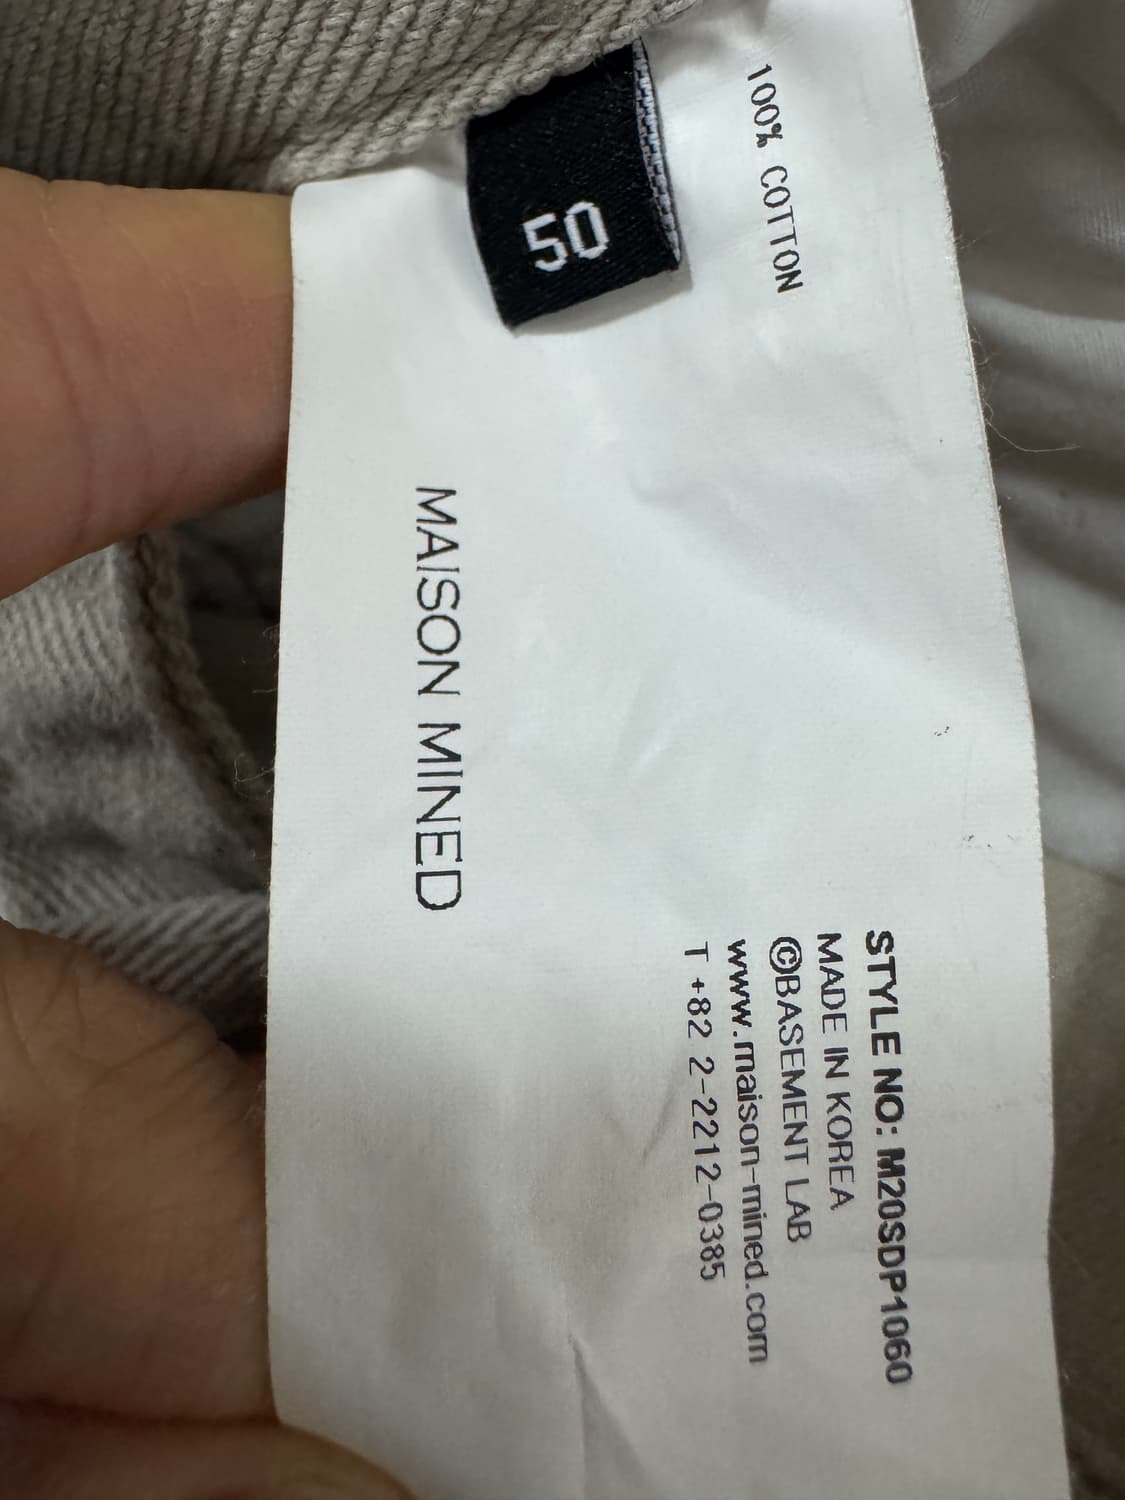 50
100% COTTON
MAISON MINED
STYLE NO: M20SDP1060
MADE IN KOREA
©BASEMENT LAB
www.maison-mined.com
T +82 2-2212-0385